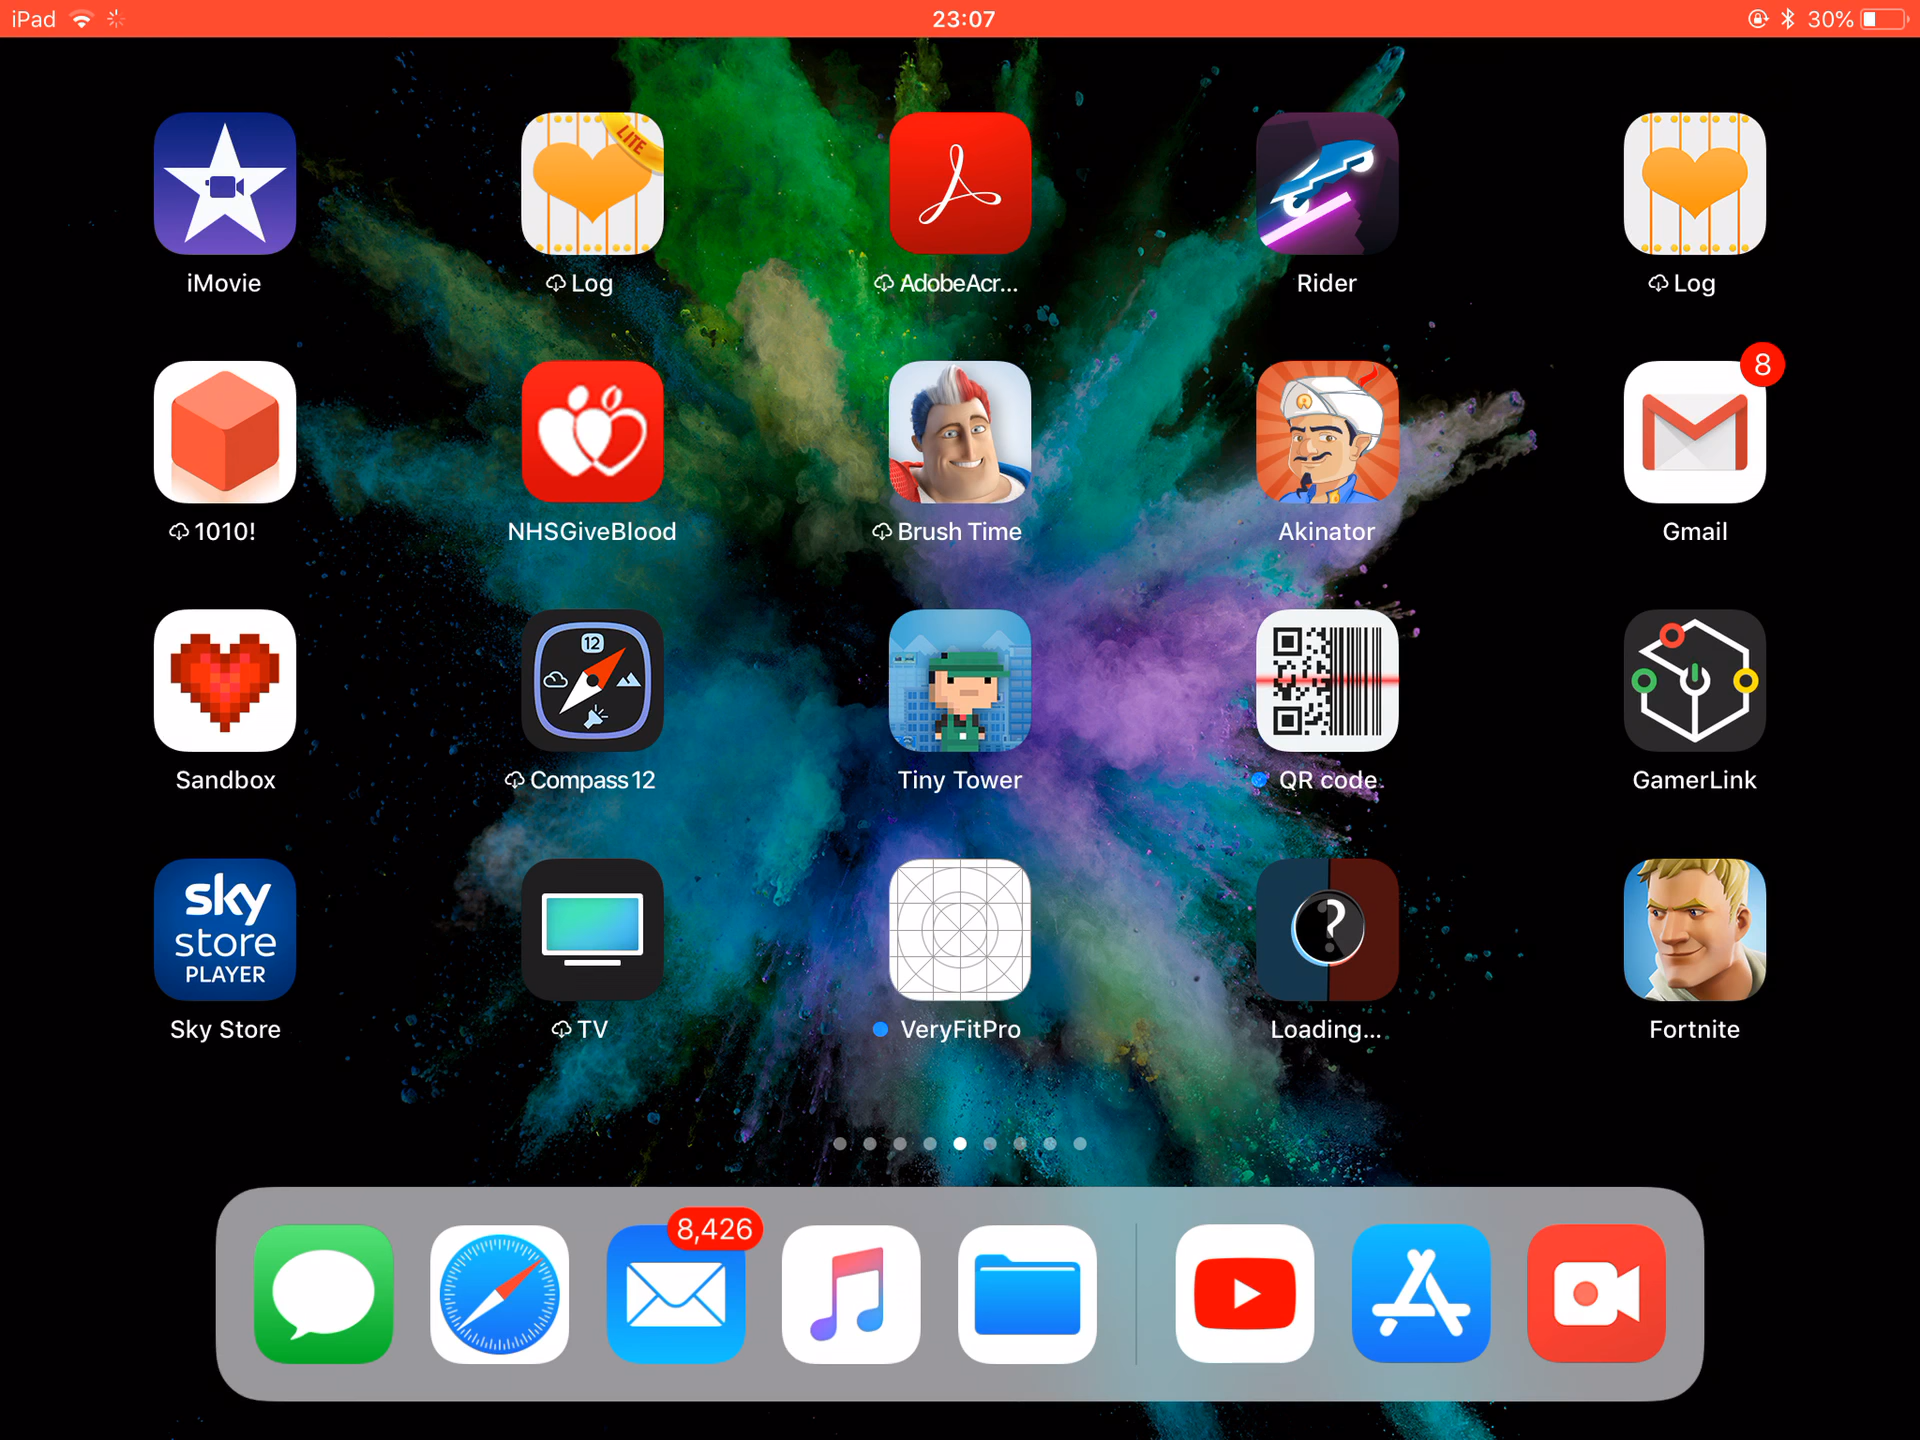 iPad
23:07
30%
LITE
iMovie
Log
AdobeAcr...
Rider
Log
8
1010!
NHSGiveBlood
Brush Time
Akinator
Gmail
12
Sandbox
Compass 12
Tiny Tower
QR code.
GamerLink
sky
store
PLAYER
?
Sky Store
TV
VeryFitPro
Loading...
Fortnite
8,426